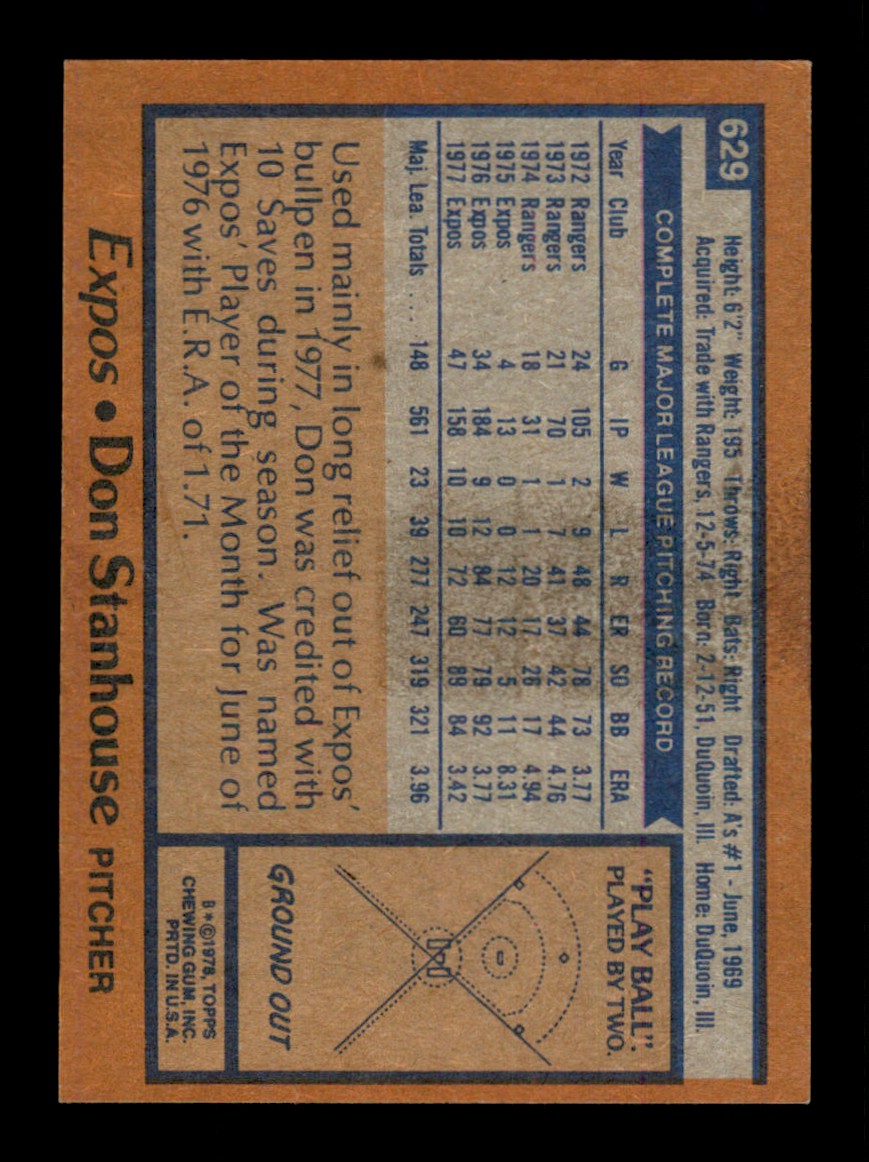 629
Height: 6'2" Weight: 195 Throws: Right Bats: Right Drafted: A's #1 - June, 1969
Acquired: Trade with Rangers, 12-5-74 Born: 2-12-51, DuQuoin, Ill. Home: DuQuoin, Ill.
COMPLETE MAJOR LEAGUE PITCHING RECORD
Year Club G IP W L R ER SO BB ERA
1972 Rangers 24 105 2 9 48 44 78 73 3.77
1973 Rangers 21 70 1 7 41 37 42 44 4.76
1974 Rangers 18 31 1 1 20 17 26 17 4.94
1975 Expos 4 13 0 0 12 12 5 11 8.31
1976 Expos 34 184 9 12 84 77 79 92 3.77
1977 Expos 47 158 10 10 72 60 89 84 3.42
Maj. Lea. Totals .... 148 561 23 39 277 247 319 321 3.96
Used mainly in long relief out of Expos'
bullpen in 1977, Don was credited with
10 Saves during season. Was named
Expos' Player of the Month for June of
1976 with E.R.A. of 1.71.
"PLAY BALL".
PLAYED BY TWO.
GROUND OUT
B*©1978, TOPPS
CHEWING GUM, INC.
PRTD. IN U.S.A.
Expos • Don Stanhouse PITCHER